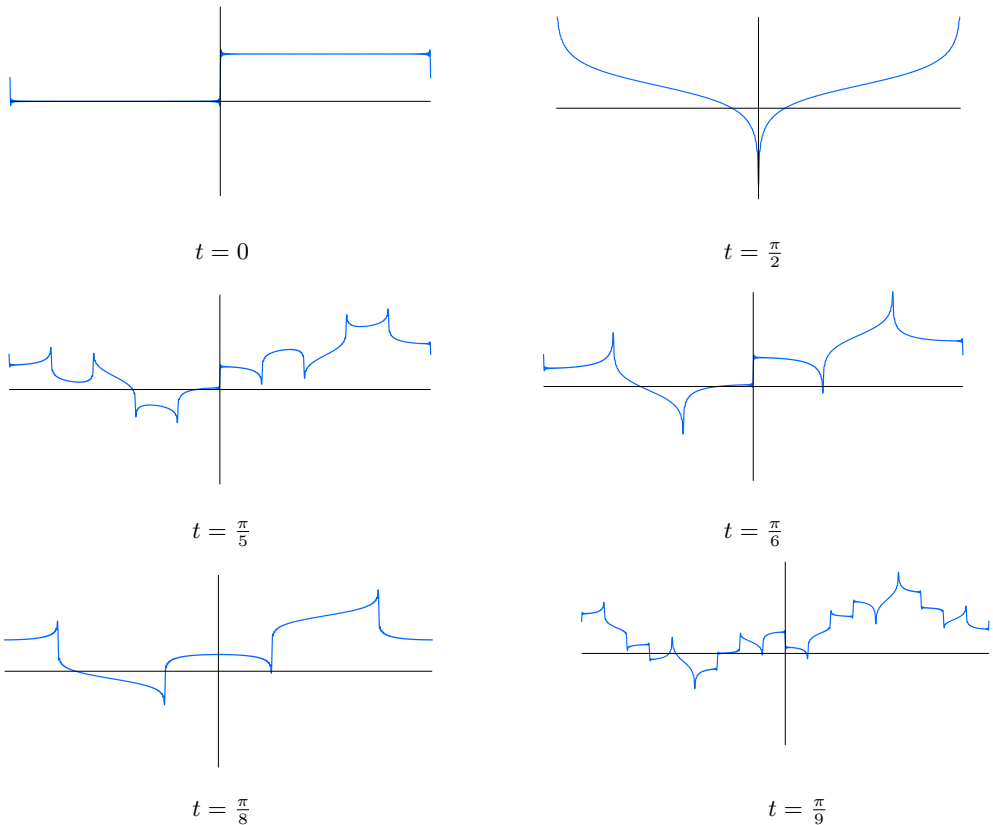 t = 0
t = π/2
t = π/5
t = π/6
t = π/8
t = π/9